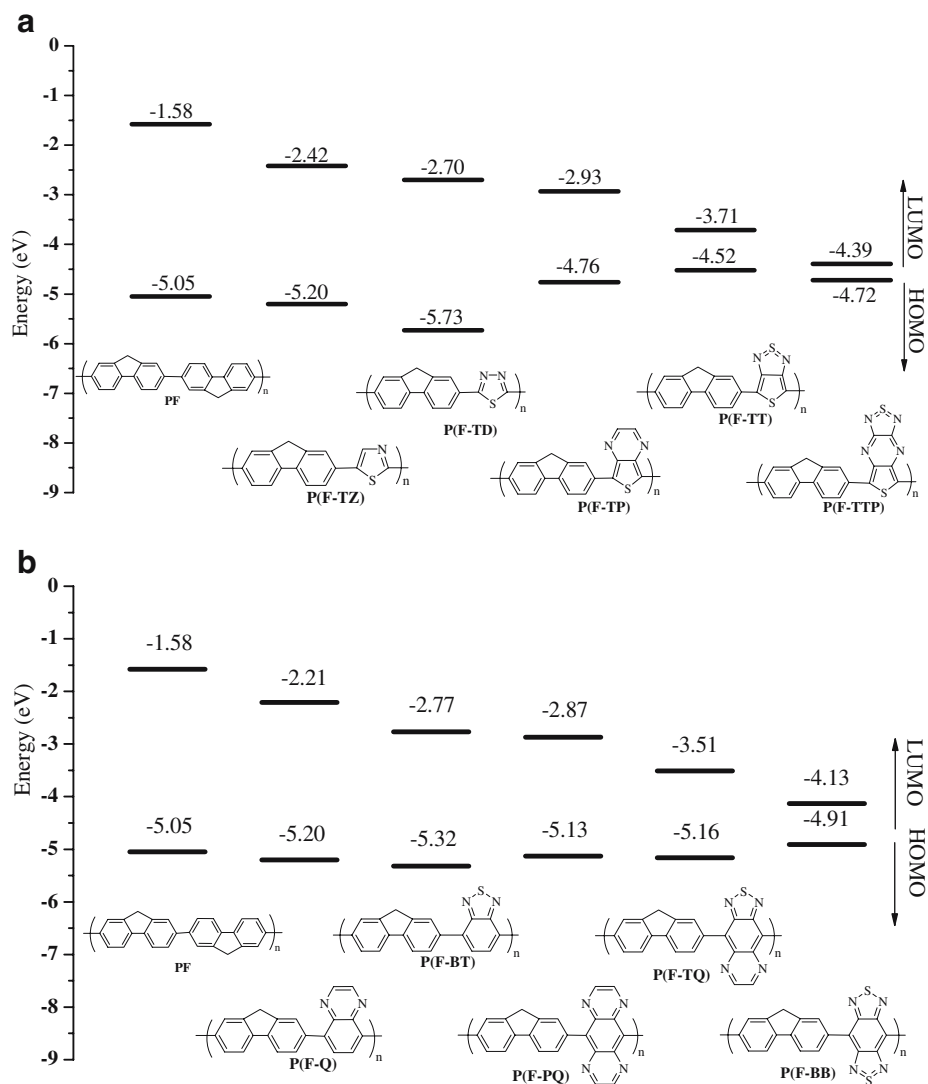 a
0
-1
-2
-3
-4
-5
-6
-7
-8
-9
Energy (eV)
-1.58
-2.42
-2.70
-2.93
-3.71
-4.39
-5.05
-5.20
-5.73
-4.76
-4.52
-4.72
LUMO
HOMO
n
PF
n
P(F-TZ)
N
S
n
P(F-TD)
N N
S
n
P(F-TP)
N N
S
n
P(F-TT)
S
N N
S
n
P(F-TTP)
S
N N
N N
S
b
0
-1
-2
-3
-4
-5
-6
-7
-8
-9
Energy (eV)
-1.58
-2.21
-2.77
-2.87
-3.51
-4.13
-5.05
-5.20
-5.32
-5.13
-5.16
-4.91
LUMO
HOMO
n
PF
N N
n
P(F-Q)
S
N N
n
P(F-BT)
N N
n
N N
P(F-PQ)
S
N N
n
N N
P(F-TQ)
S
N N
n
N N
S
P(F-BB)